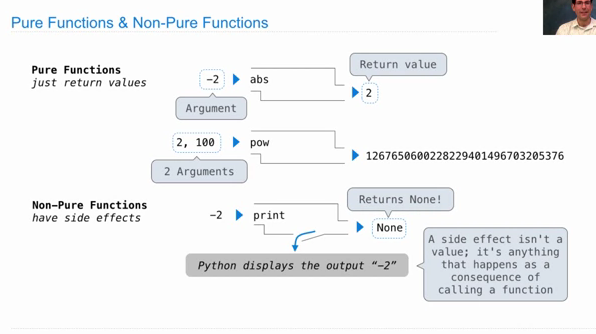 Pure Functions & Non-Pure Functions
Pure Functions
just return values
-2
abs
Return value
2
Argument
2, 100
pow
1267650600228229401496703205376
2 Arguments
Non-Pure Functions
have side effects
-2
print
Returns None!
None
Python displays the output “-2”
A side effect isn't a
value; it's anything
that happens as a
consequence of
calling a function